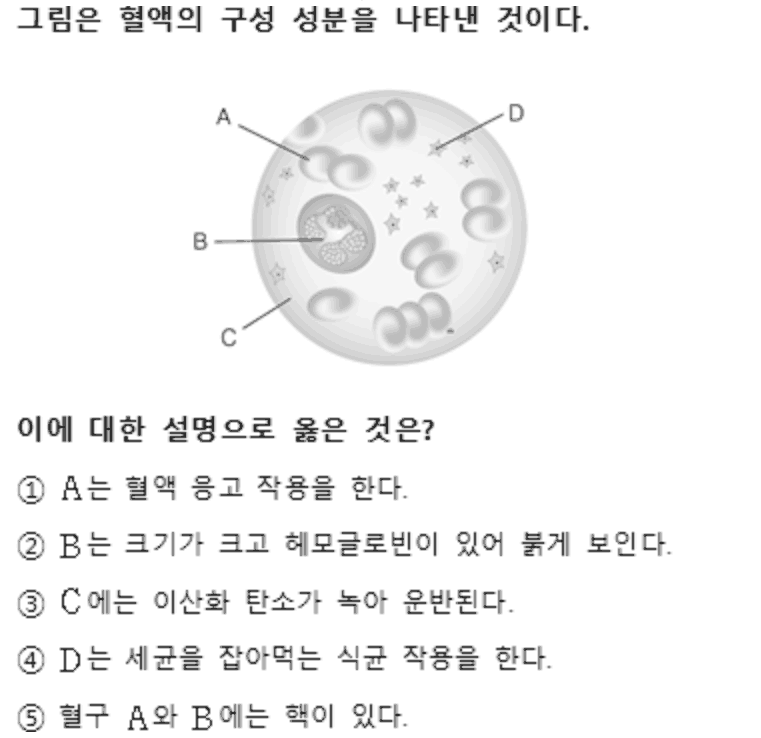 그림은 혈액의 구성 성분을 나타낸 것이다.
A
D
B
C
이에 대한 설명으로 옳은 것은?
① A는 혈액 응고 작용을 한다.
② B는 크기가 크고 헤모글로빈이 있어 붉게 보인다.
③ C에는 이산화 탄소가 녹아 운반된다.
④ D는 세균을 잡아먹는 식균 작용을 한다.
⑤ 혈구 A와 B에는 핵이 있다.